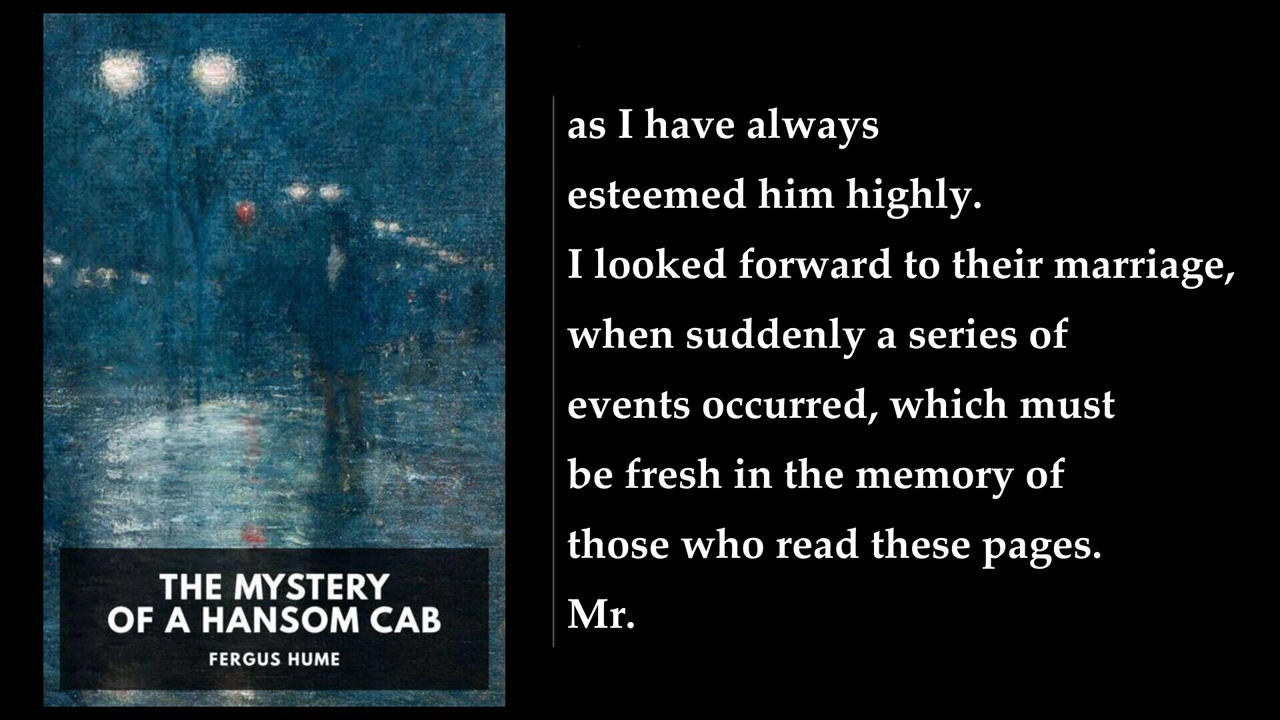 THE MYSTERY
OF A HANSOM CAB
FERGUS HUME
as I have always
esteemed him highly.
I looked forward to their marriage,
when suddenly a series of
events occurred, which must
be fresh in the memory of
those who read these pages.
Mr.